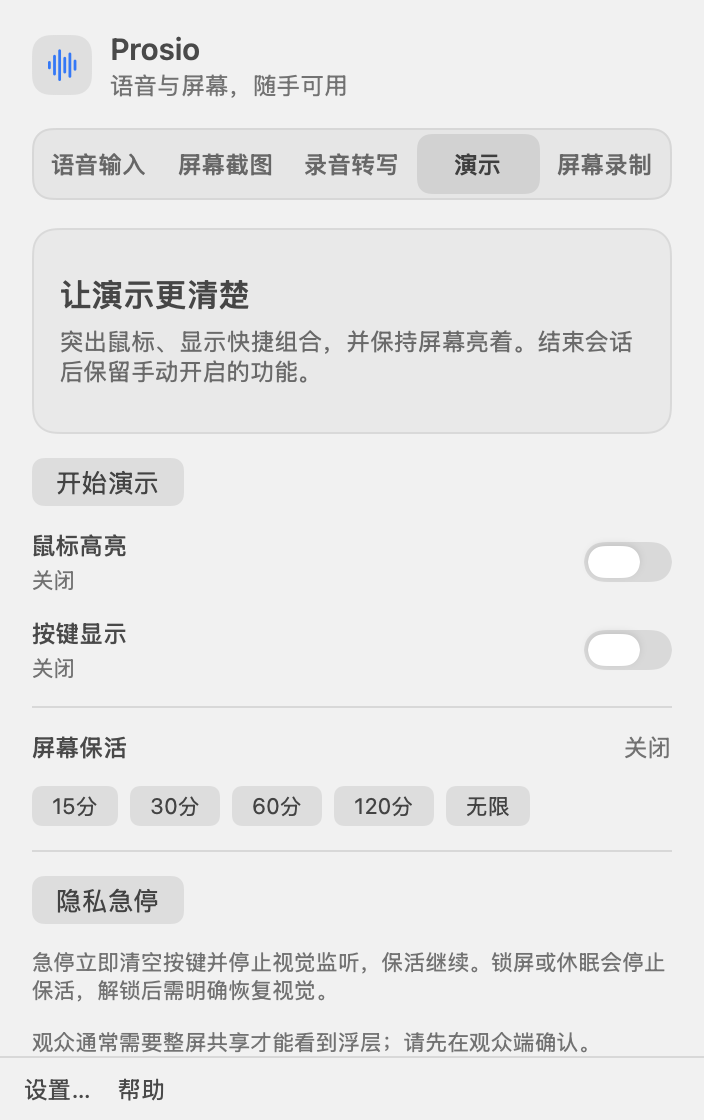 Prosio
语音与屏幕，随手可用
语音输入 屏幕截图 录音转写 演示 屏幕录制
让演示更清楚
突出鼠标、显示快捷组合，并保持屏幕亮着。结束会话
后保留手动开启的功能。
开始演示
鼠标高亮
关闭
按键显示
关闭
屏幕保活 关闭
15分 30分 60分 120分 无限
隐私急停
急停立即清空按键并停止视觉监听，保活继续。锁屏或休眠会停止
保活，解锁后需明确恢复视觉。
观众通常需要整屏共享才能看到浮层；请先在观众端确认。
设置... 帮助